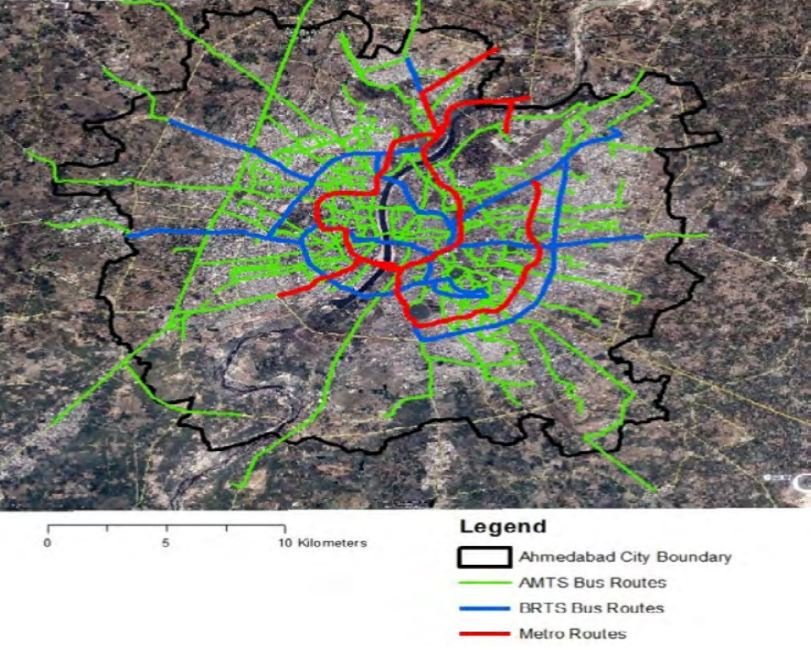 0 5 10 Kilometers
Legend
Ahmedabad City Boundary
AMTS Bus Routes
BRTS Bus Routes
Metro Routes